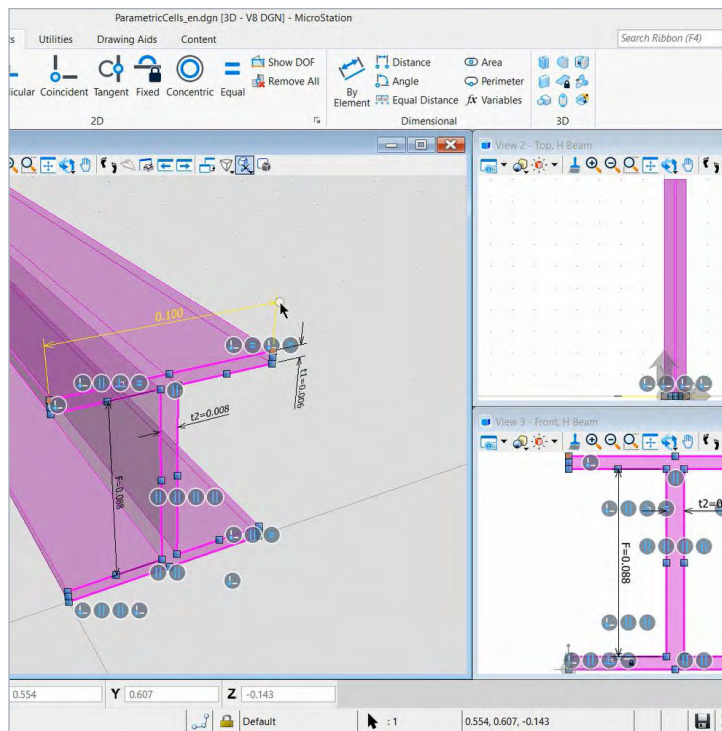 ParametricCells_en.dgn [3D - V8 DGN] - MicroStation
Utilities Drawing Aids Content
Search Ribbon (F4)
Coincident Tangent Fixed Concentric Equal
Show DOF
Remove All
2D
By Element
Distance
Angle
Equal Distance
Area
Perimeter
fx Variables
Dimensional
3D
View 2 - Top, H Beam
0.100
t1=0.006
t2=0.008
F=0.088
View 3 - Front, H Beam
F=0.088
0.554 Y 0.607 Z -0.143
Default : 1 0.554, 0.607, -0.143